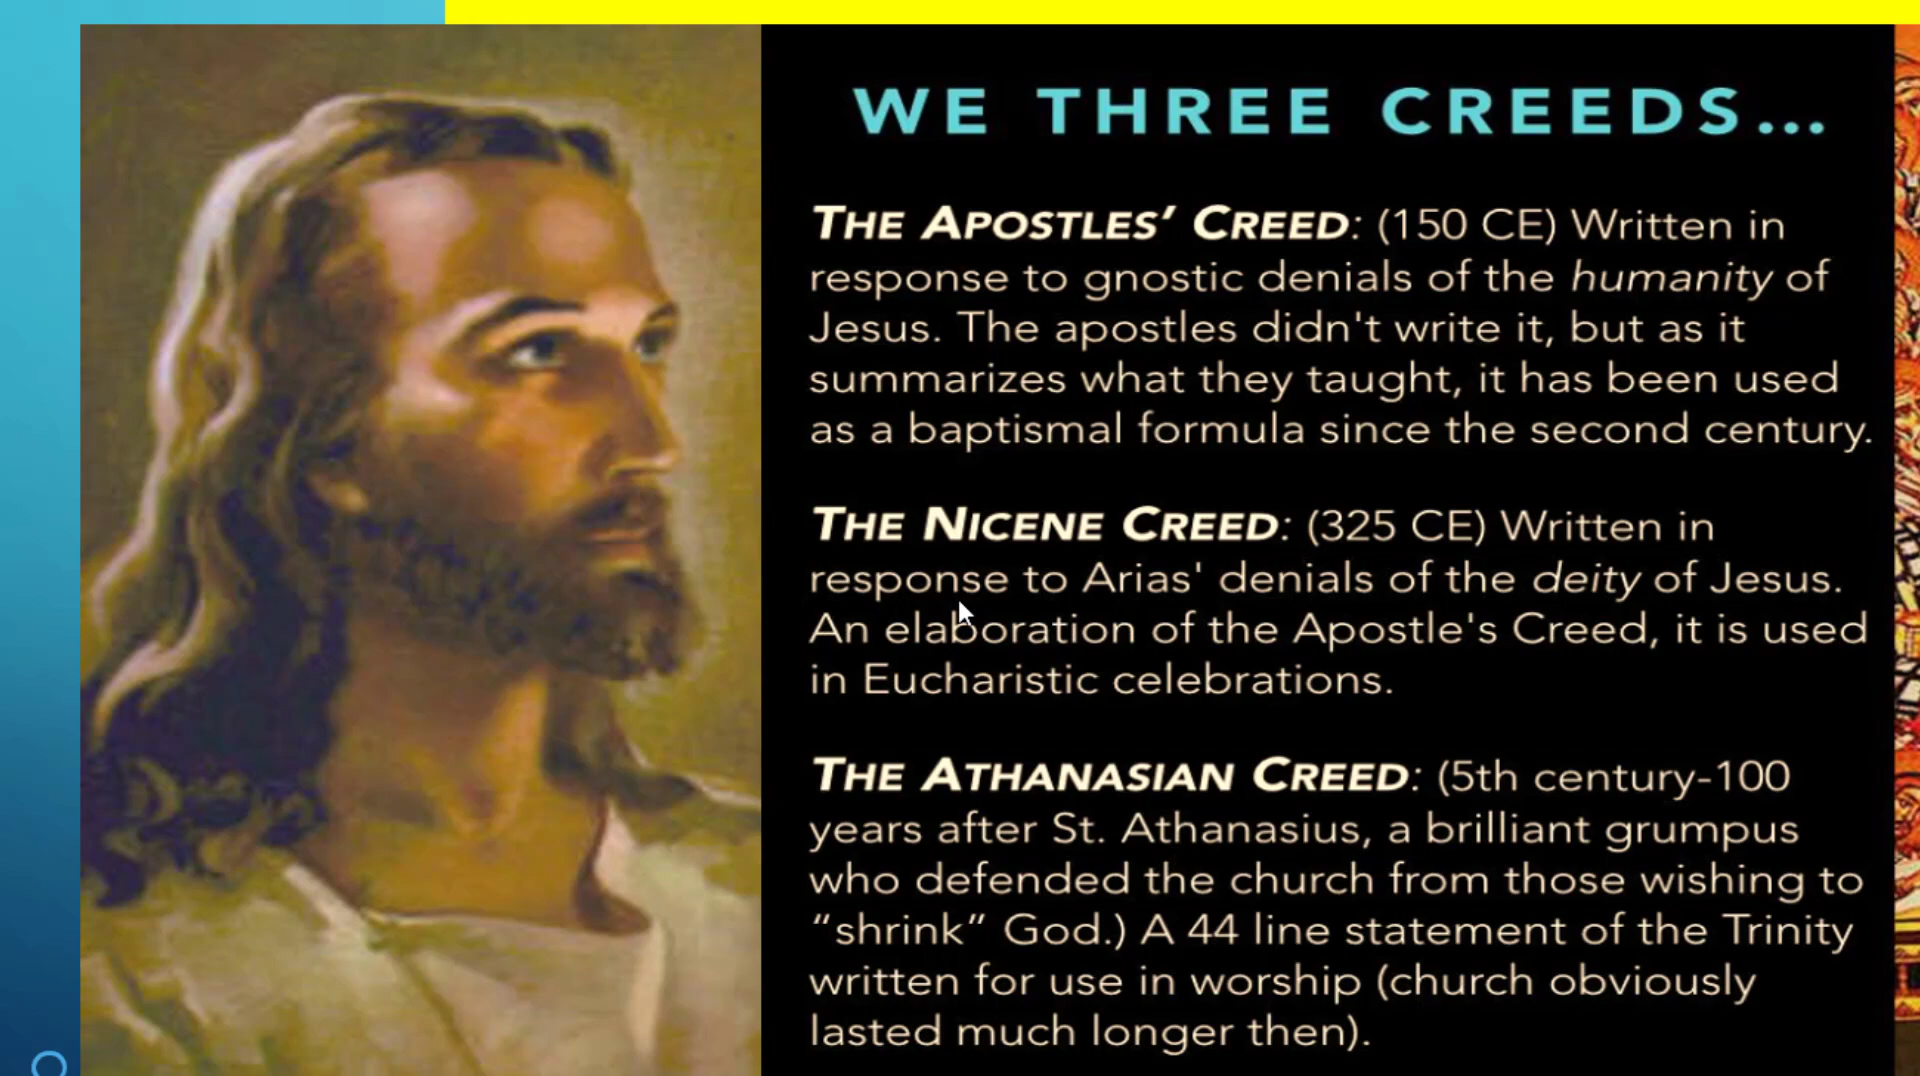 WE THREE CREEDS...
THE APOSTLES’ CREED: (150 CE) Written in
response to gnostic denials of the humanity of
Jesus. The apostles didn't write it, but as it
summarizes what they taught, it has been used
as a baptismal formula since the second century.
THE NICENE CREED: (325 CE) Written in
response to Arias' denials of the deity of Jesus.
An elaboration of the Apostle's Creed, it is used
in Eucharistic celebrations.
THE ATHANASIAN CREED: (5th century-100
years after St. Athanasius, a brilliant grumpus
who defended the church from those wishing to
“shrink” God.) A 44 line statement of the Trinity
written for use in worship (church obviously
lasted much longer then).